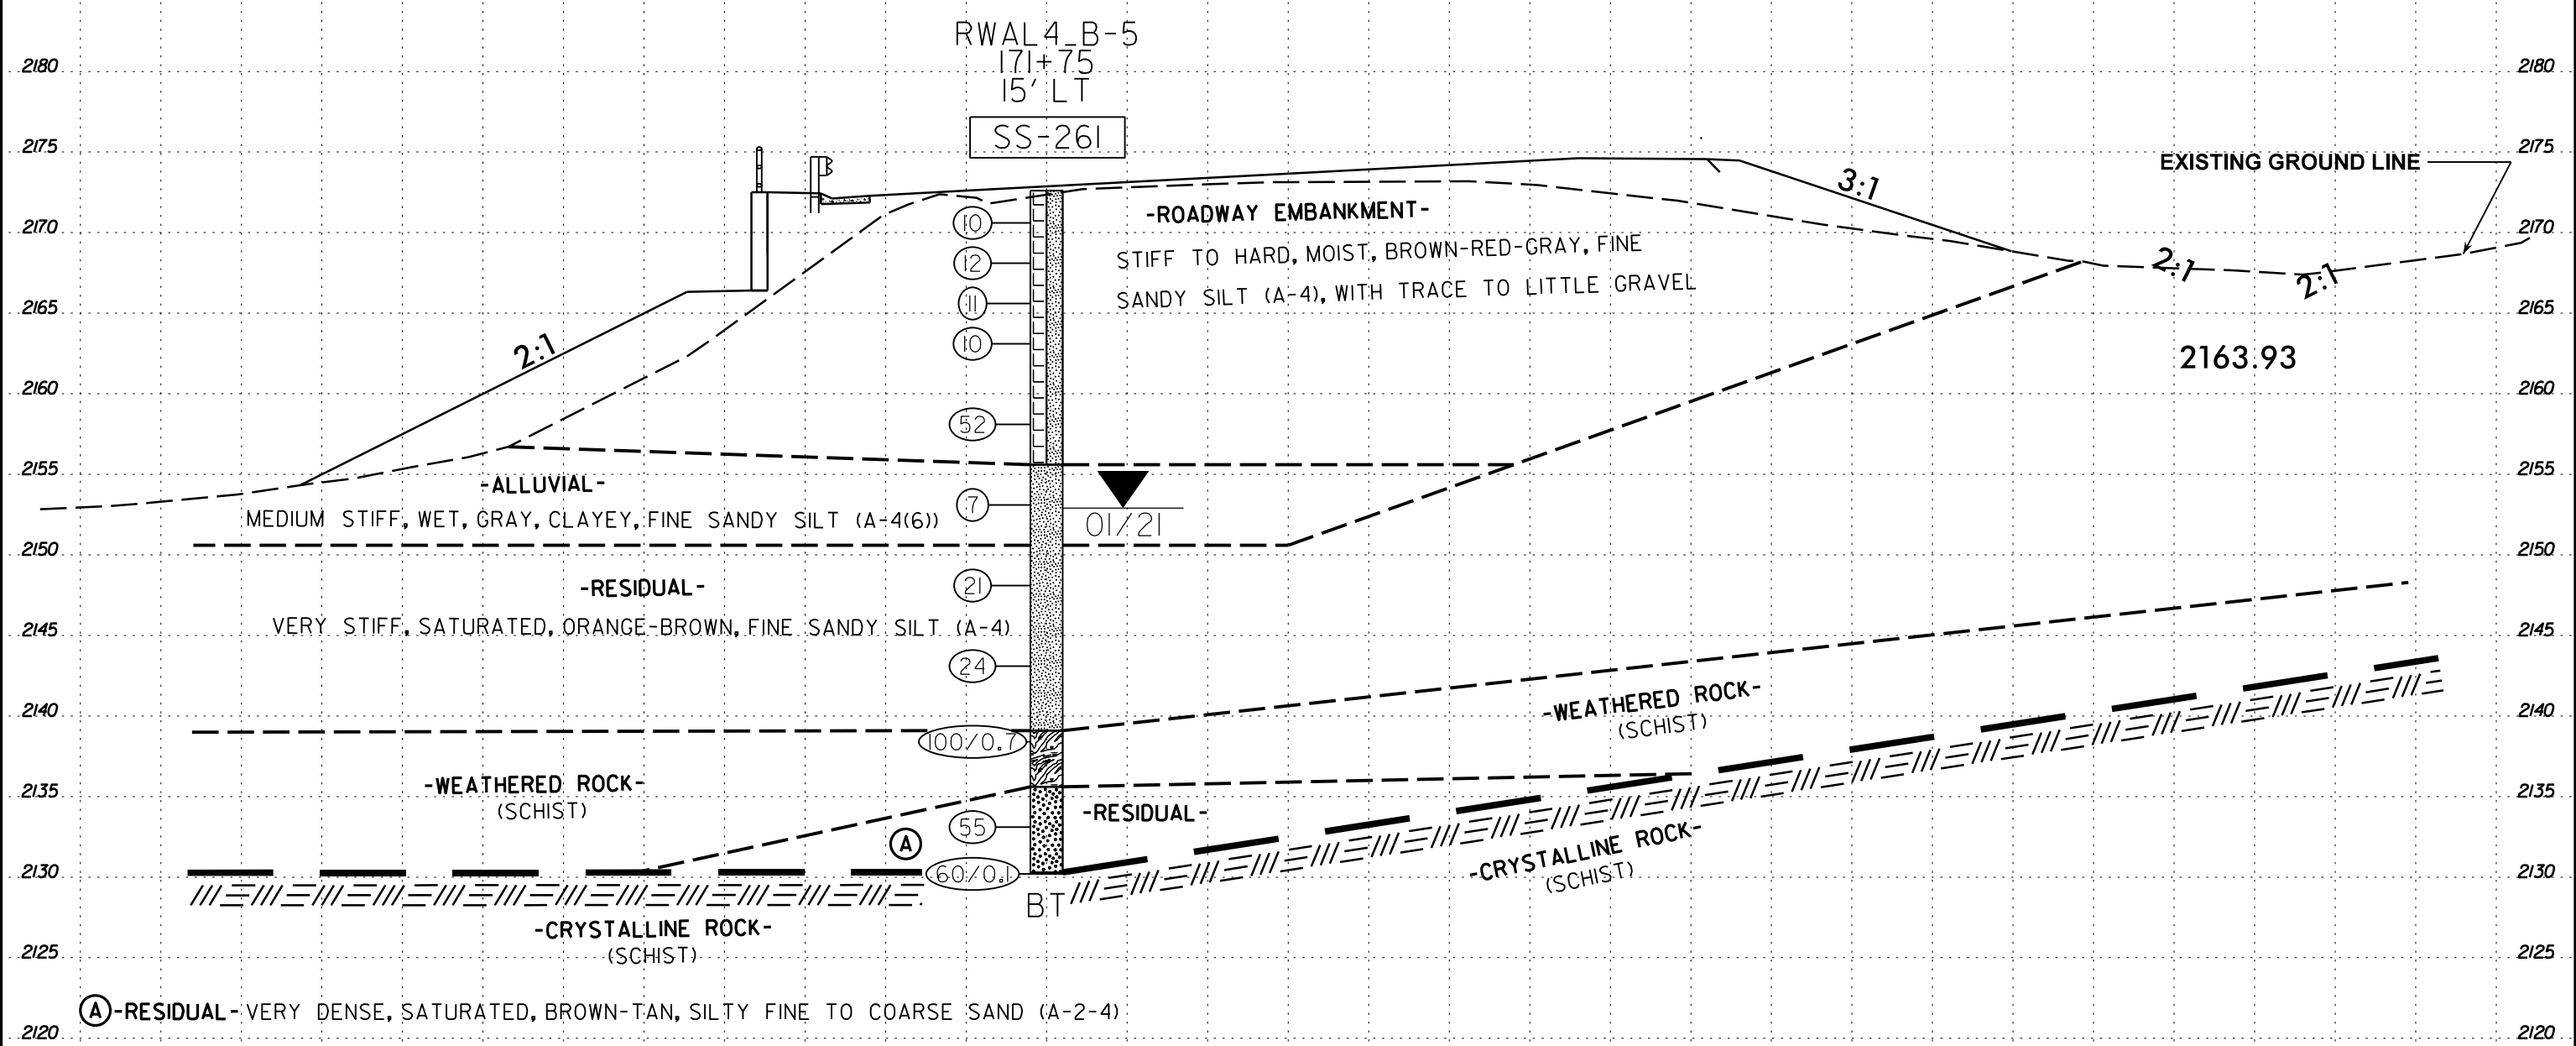 RWAL4_B-5
171+75
15' LT
SS-261
2180
2180
2175
2175
EXISTING GROUND LINE
3:1
2170
2170
10
-ROADWAY EMBANKMENT-
12
STIFF TO HARD, MOIST, BROWN-RED-GRAY, FINE
SANDY SILT (A-4), WITH TRACE TO LITTLE GRAVEL
2:1
2:1
11
2165
2165
10
2:1
2163.93
2160
2160
52
2155
2155
-ALLUVIAL-
MEDIUM STIFF, WET, GRAY, CLAYEY, FINE SANDY SILT (A-4(6))
7
01/21
2150
2150
-RESIDUAL-
21
VERY STIFF, SATURATED, ORANGE-BROWN, FINE SANDY SILT (A-4)
2145
2145
24
2140
2140
-WEATHERED ROCK-
(SCHIST)
100/0.7
-WEATHERED ROCK-
(SCHIST)
2135
2135
-RESIDUAL-
55
A
-CRYSTALLINE ROCK-
(SCHIST)
2130
2130
60/0.1
BT
-CRYSTALLINE ROCK-
(SCHIST)
2125
2125
A -RESIDUAL- VERY DENSE, SATURATED, BROWN-TAN, SILTY FINE TO COARSE SAND (A-2-4)
2120
2120